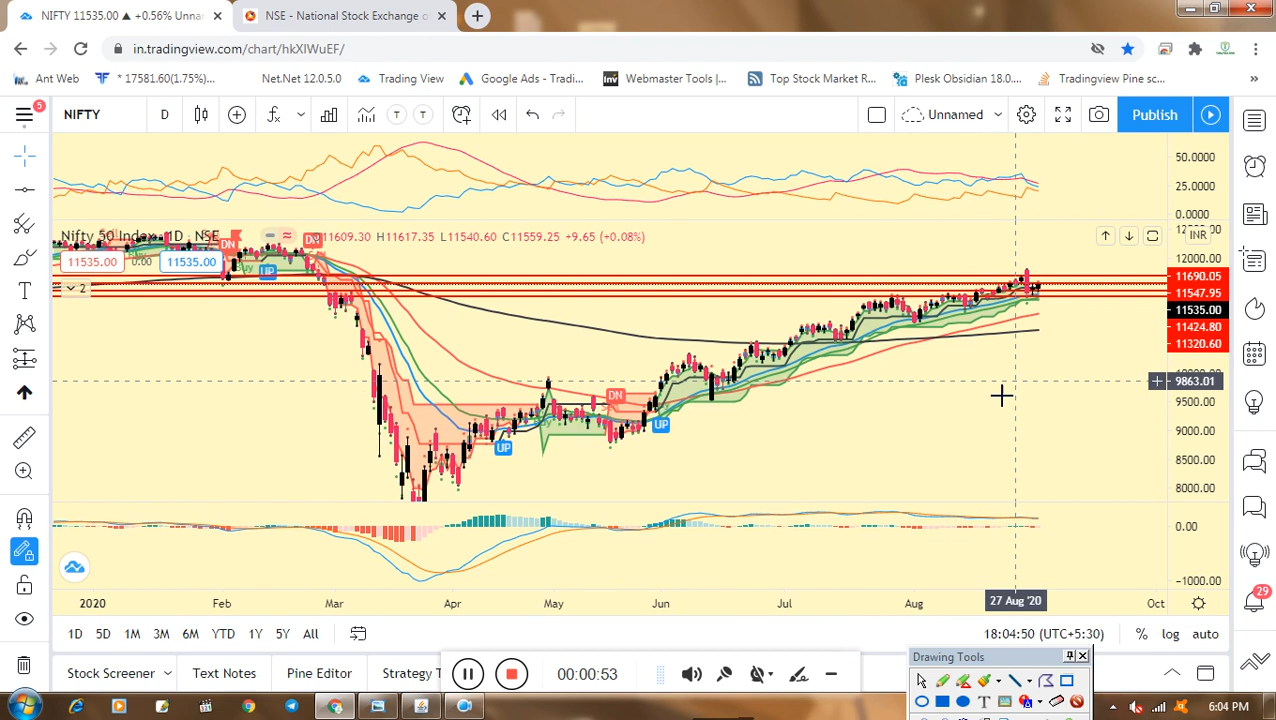 NIFTY 11535.00 ▲ +0.56% Unna
NSE - National Stock Exchange o
in.tradingview.com/chart/hkXIWuEF/
Ant Web
* 17581.60(1.75%)...
Net.Net 12.0.5.0
Trading View
Google Ads - Tradi...
Inv
Webmaster Tools |...
Top Stock Market R...
Plesk Obsidian 18.0....
Tradingview Pine sc...
»
5
NIFTY
D
T
T
Unnamed
Publish
50.0000
25.0000
0.0000
Nifty 50 Index 1D NSE
11609.30 H11617.35 L11540.60 C11559.25 +9.65 (+0.08%)
11535.00 0.00 11535.00
2
INR
DN
DN
UP
UP
DN
UP
12000.00
11690.05
11547.95
11535.00
11424.80
11320.60
9863.01
9500.00
9000.00
8500.00
8000.00
0.00
-1000.00
2020
Feb
Mar
Apr
May
Jun
Jul
Aug
27 Aug '20
Oct
1D 5D 1M 3M 6M YTD 1Y 5Y All
18:04:50 (UTC+5:30)
% log auto
Stock Screener
Text Notes
Pine Editor
Strategy T
00:00:53
Drawing Tools
T
A
29
6:04 PM